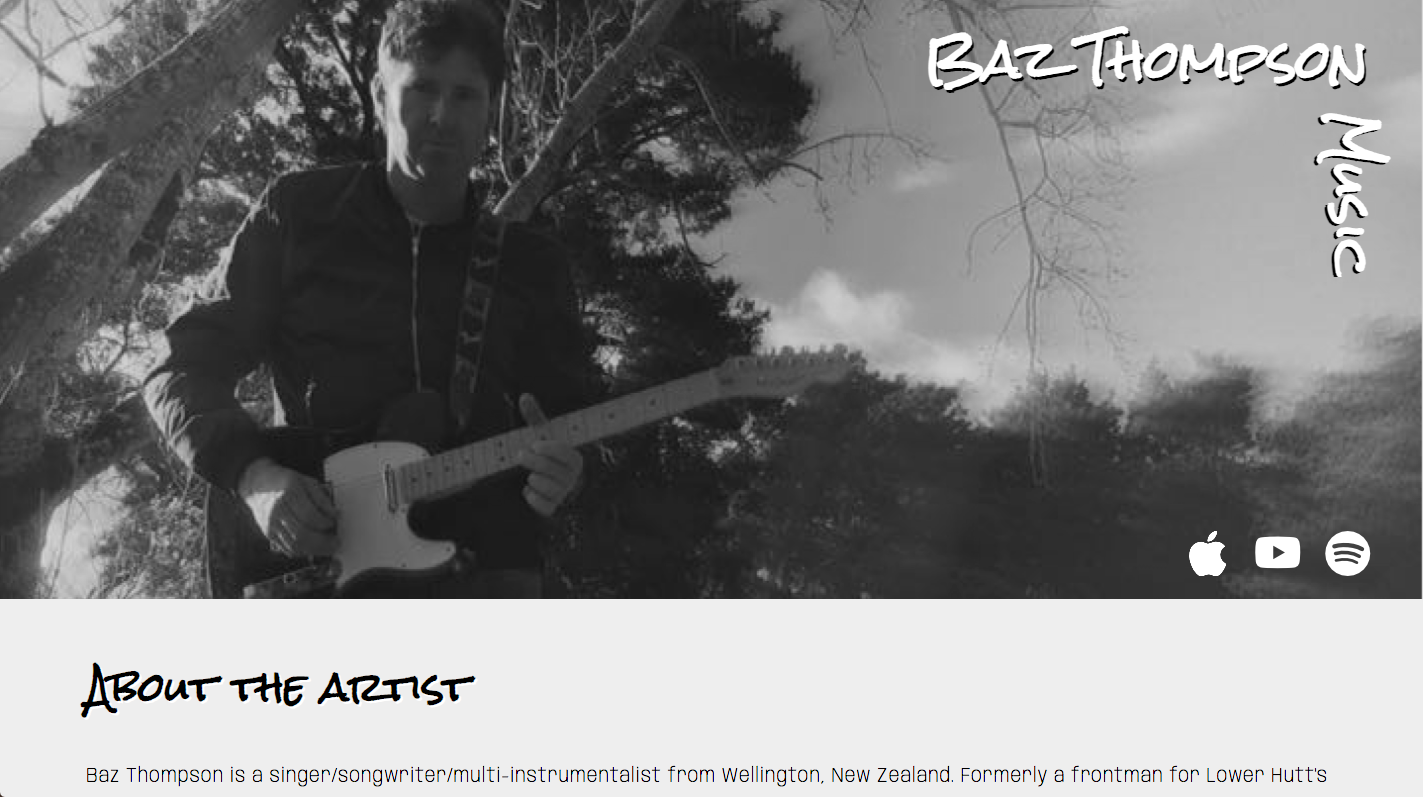 Baz Thompson
Music
About the artist
Baz Thompson is a singer/songwriter/multi-instrumentalist from Wellington, New Zealand. Formerly a frontman for Lower Hutt's